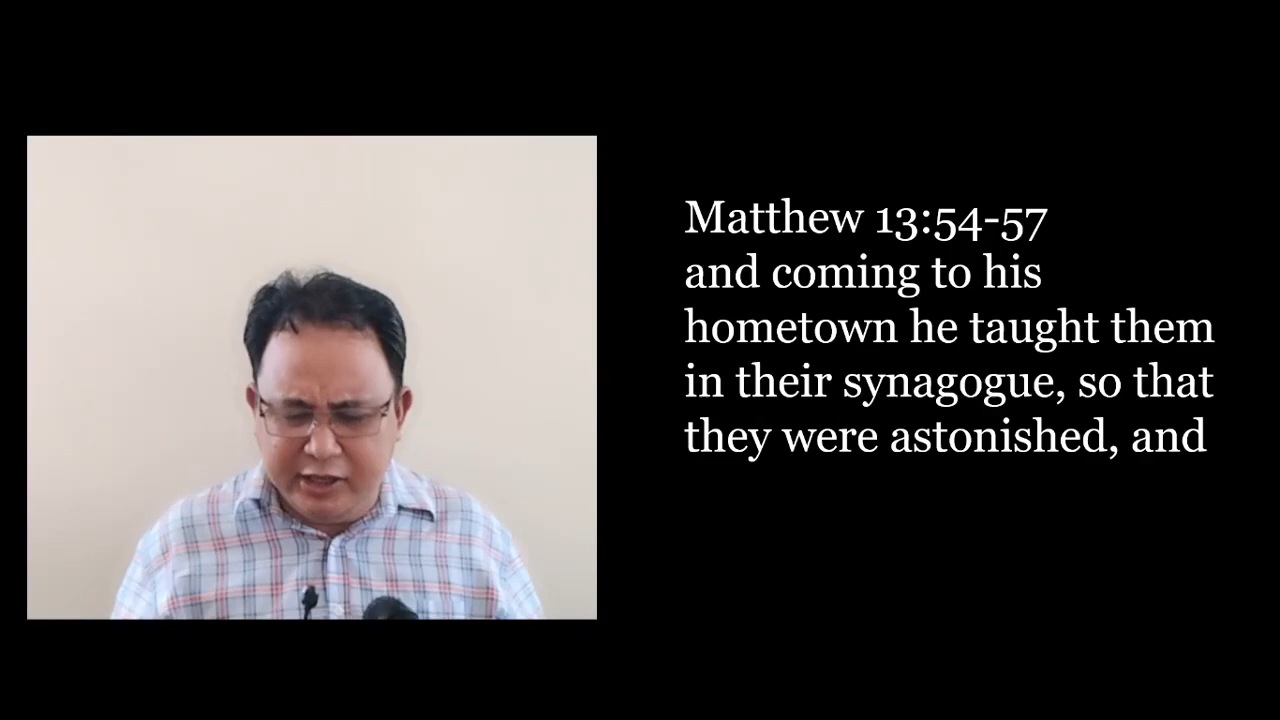 Matthew 13:54-57
and coming to his
hometown he taught them
in their synagogue, so that
they were astonished, and